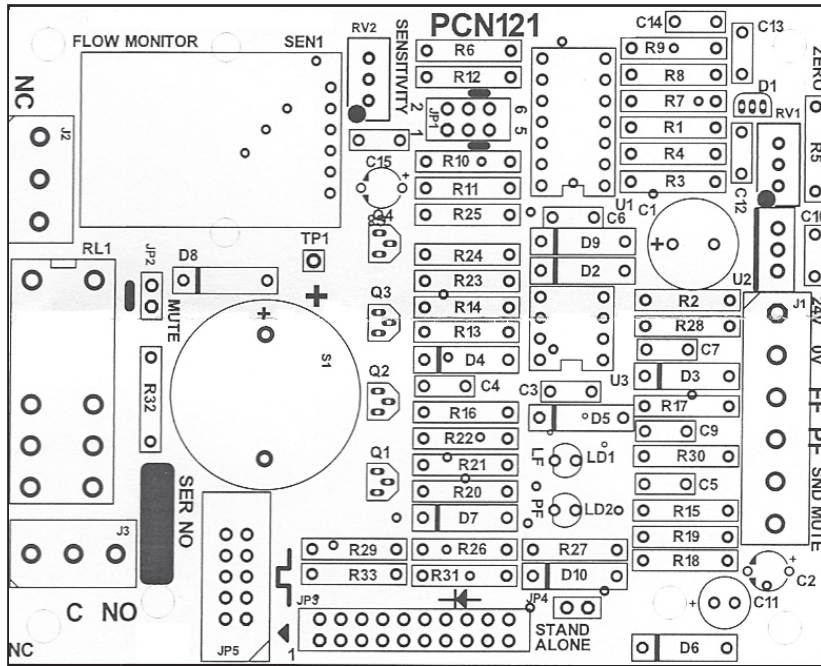 PCN121
FLOW MONITOR
SEN1
RV2
SENSITIVITY
R6
R12
C14
R9
C13
ZERO
R8
D1
R7
RV1
R5
R1
R4
R3
C12
C10
C1
NC
J2
2
1
JP1
6
5
C15
R10
R11
R25
U1
C6
Q4
D9
D2
U2
J1
RL1
JP2
MUTE
D8
TP1
R24
R23
R14
R13
D4
C4
Q3
S1
R2
R28
C7
D3
R17
C9
R30
C5
R15
R19
R18
24V
0V
FF
PF
SND
MUTE
R32
Q2
Q1
C3
U3
D5
R16
R22
R21
R20
D7
LF
LD1
PF
LD2
SER NO
J3
C NO
NC
JP5
R29
R33
R26
R31
R27
D10
JP3
1
JP4
STAND
ALONE
C11
C2
D6